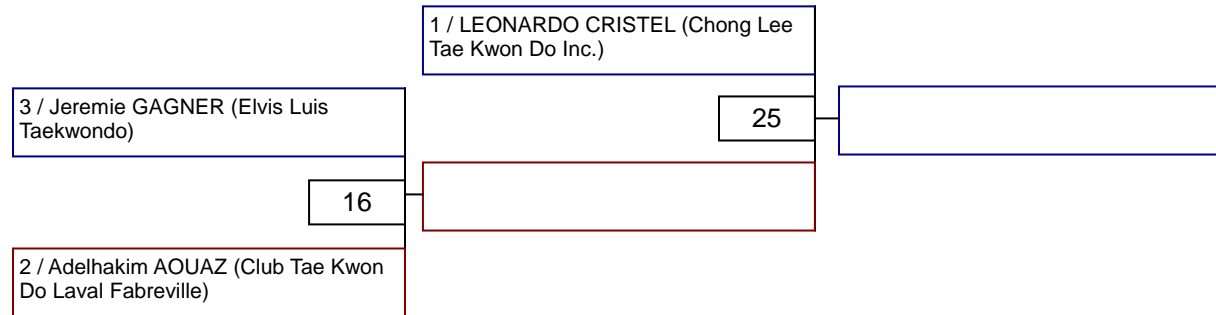 1 / LEONARDO CRISTEL (Chong Lee
Tae Kwon Do Inc.)
3 / Jeremie GAGNER (Elvis Luis
Taekwondo)
25
16
2 / Adelhakim AOUAZ (Club Tae Kwon
Do Laval Fabreville)